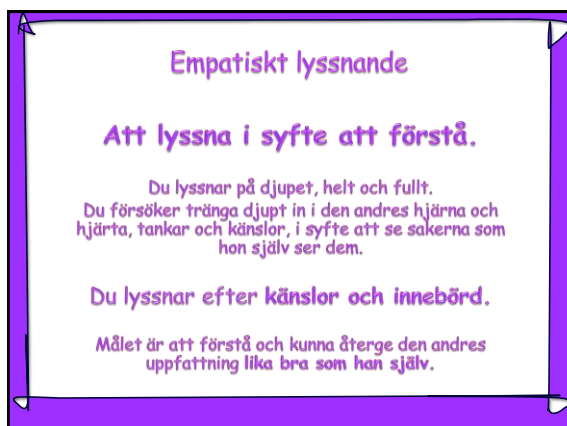 Empatiskt lyssnande
Att lyssna i syfte att förstå.
Du lyssnar på djupet, helt och fullt.
Du försöker tränga djupt in i den andres hjärna och
hjärta, tankar och känslor, i syfte att se sakerna som
hon själv ser dem.
Du lyssnar efter känslor och innebörd.
Målet är att förstå och kunna återge den andres
uppfattning lika bra som han själv.